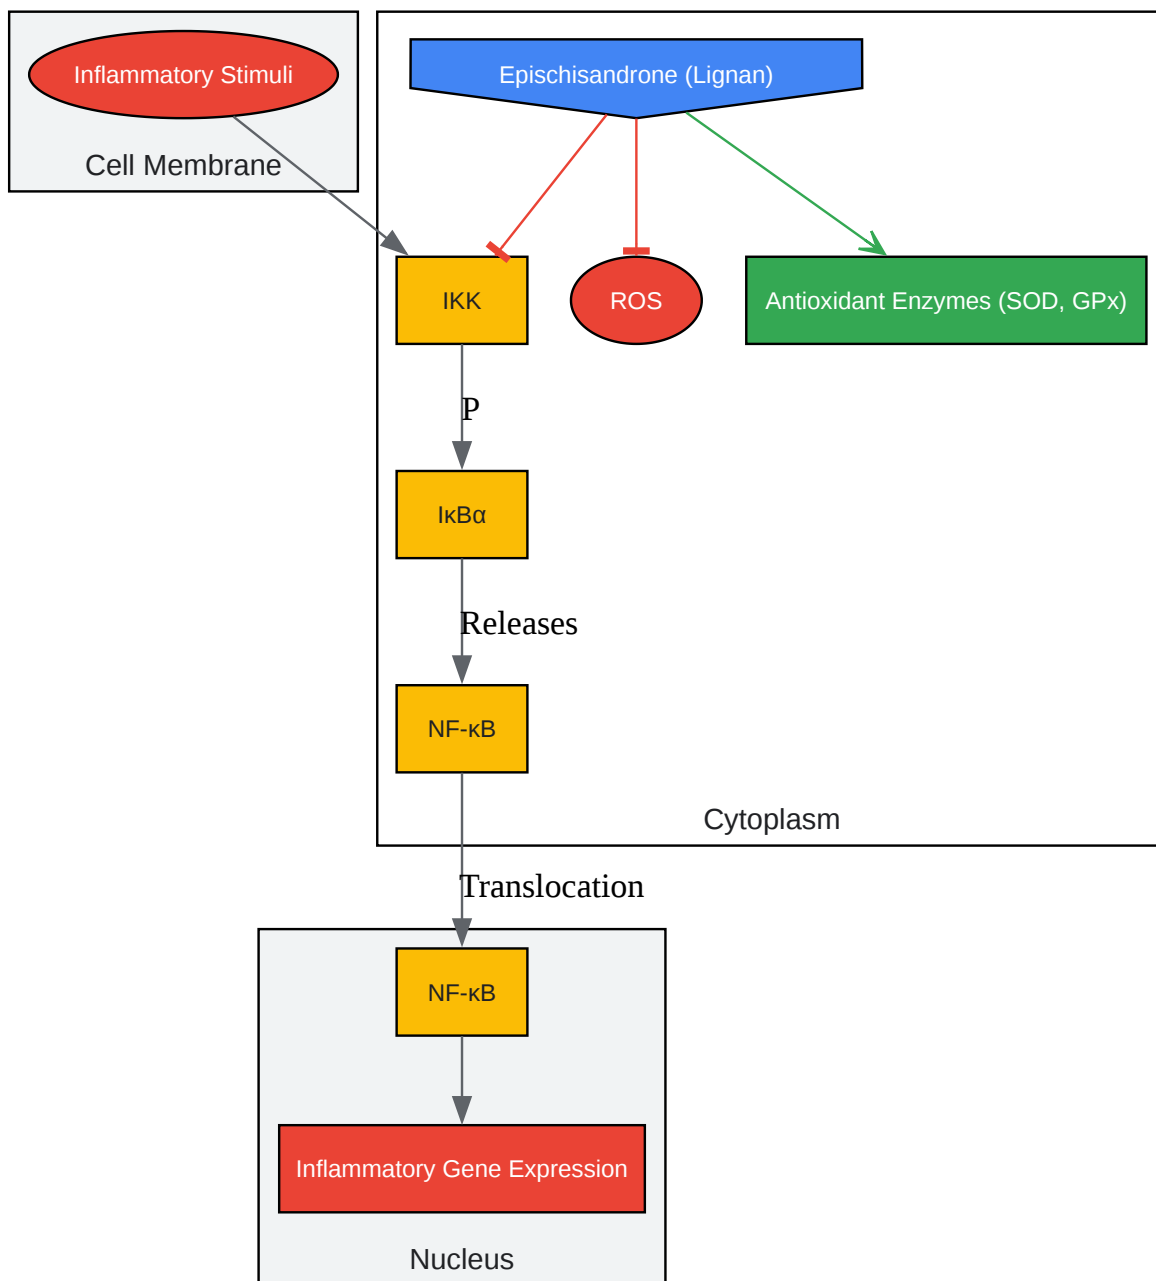 Inflammatory Stimuli
Cell Membrane
Epischisandrone (Lignan)
IKK
ROS
Antioxidant Enzymes (SOD, GPx)
P
IκBα
Releases
NF-κB
Cytoplasm
Translocation
NF-κB
Inflammatory Gene Expression
Nucleus